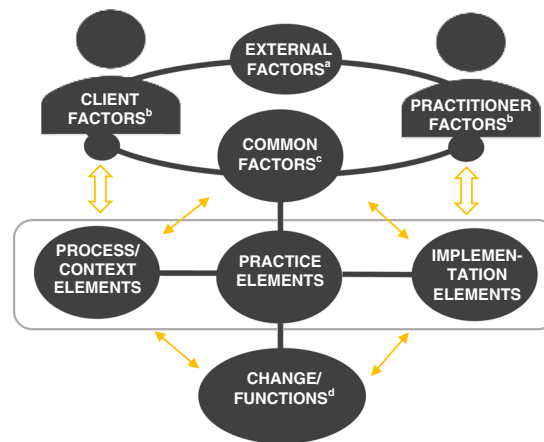 EXTERNAL
FACTORSᵃ
CLIENT
FACTORSᵇ
PRACTITIONER
FACTORSᵇ
COMMON
FACTORSᶜ
PROCESS/
CONTEXT
ELEMENTS
PRACTICE
ELEMENTS
IMPLEMEN-
TATION
ELEMENTS
CHANGE/
FUNCTIONSᵈ